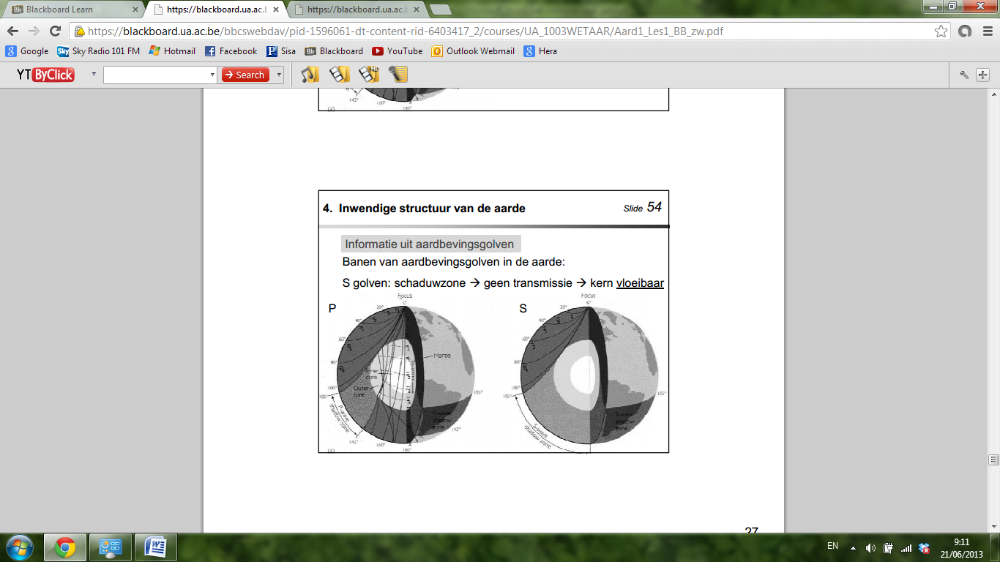 Blackboard Learn
https://blackboard.ua.ac.b
https://blackboard.ua.ac.b
https://blackboard.ua.ac.be/bbcswebdav/pid-1596061-dt-content-rid-6403417_2/courses/UA_1003WETAAR/Aard1_Les1_BB_zw.pdf
Google Sky Radio 101 FM Hotmail Facebook Sisa Blackboard YouTube Outlook Webmail Hera
YT ByClick Search
142° 160° 180°
(a)
4. Inwendige structuur van de aarde Slide 54
Informatie uit aardbevingsgolven
Banen van aardbevingsgolven in de aarde:
S golven: schaduwzone → geen transmissie → kern vloeibaar
P
Focus
0°
20°
40°
60°
80°
100°
105°
Mantle
Inner core
Outer core
P-wave shadow zone
142°
160°
180°
105°
P-wave shadow zone
142°
(a)
S
Focus
0°
20°
40°
60°
80°
100°
105°
S-wave shadow zone
105°
S-wave shadow zone
27
EN
9:11
21/06/2013